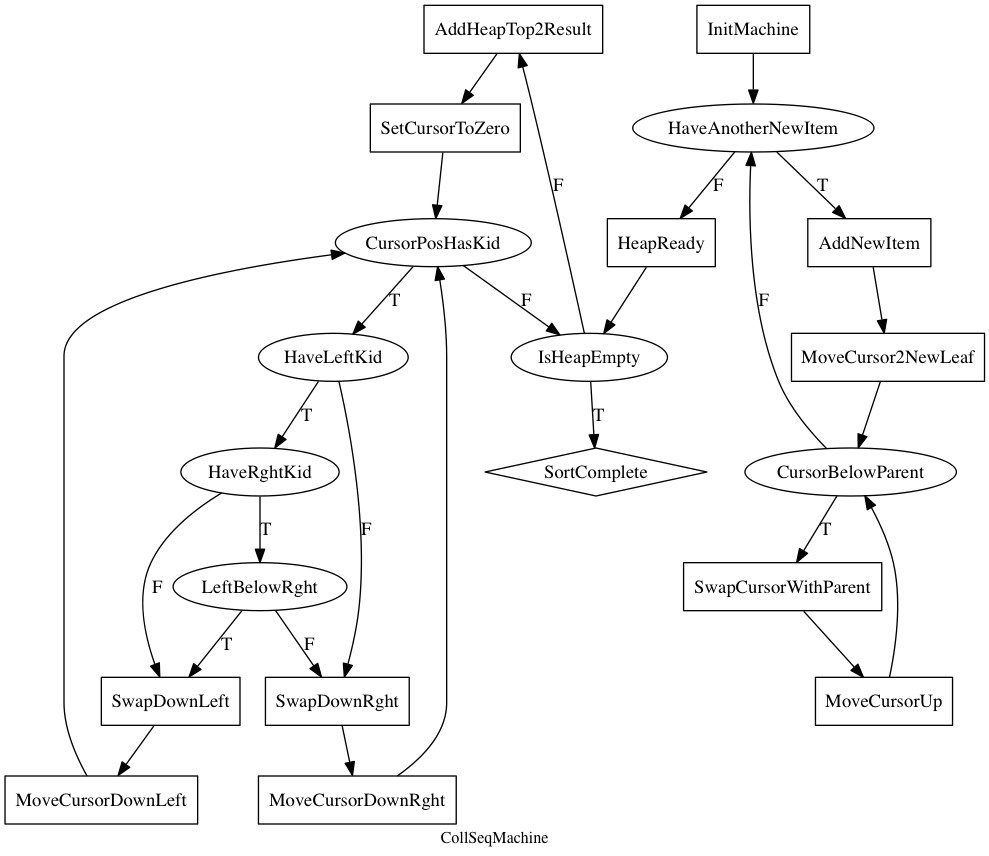 AddHeapTop2Result
InitMachine
SetCursorToZero
HaveAnotherNewItem
F
F
T
CursorPosHasKid
HeapReady
AddNewItem
T
F
F
HaveLeftKid
IsHeapEmpty
MoveCursor2NewLeaf
T
T
HaveRghtKid
SortComplete
CursorBelowParent
T
F
T
F
LeftBelowRght
SwapCursorWithParent
T
F
SwapDownLeft
SwapDownRght
MoveCursorUp
MoveCursorDownLeft
MoveCursorDownRght
CollSeqMachine